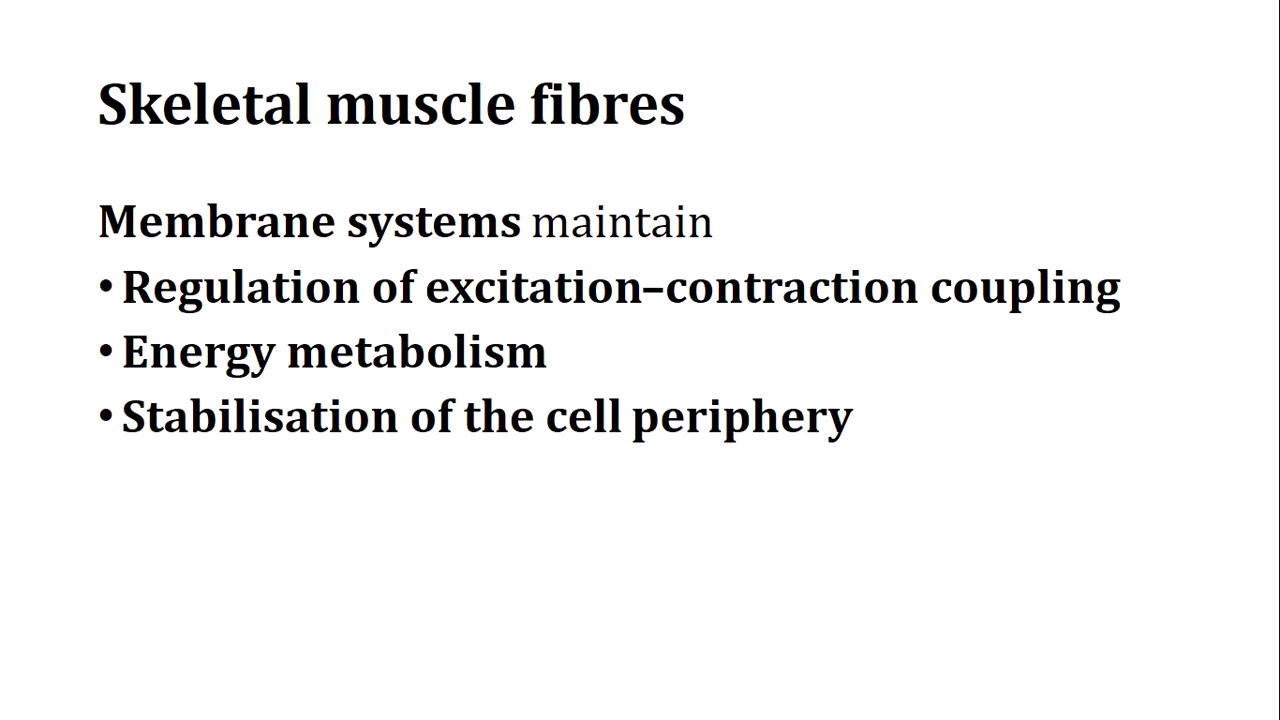 Skeletal muscle fibres
Membrane systems maintain
• Regulation of excitation–contraction coupling
• Energy metabolism
• Stabilisation of the cell periphery